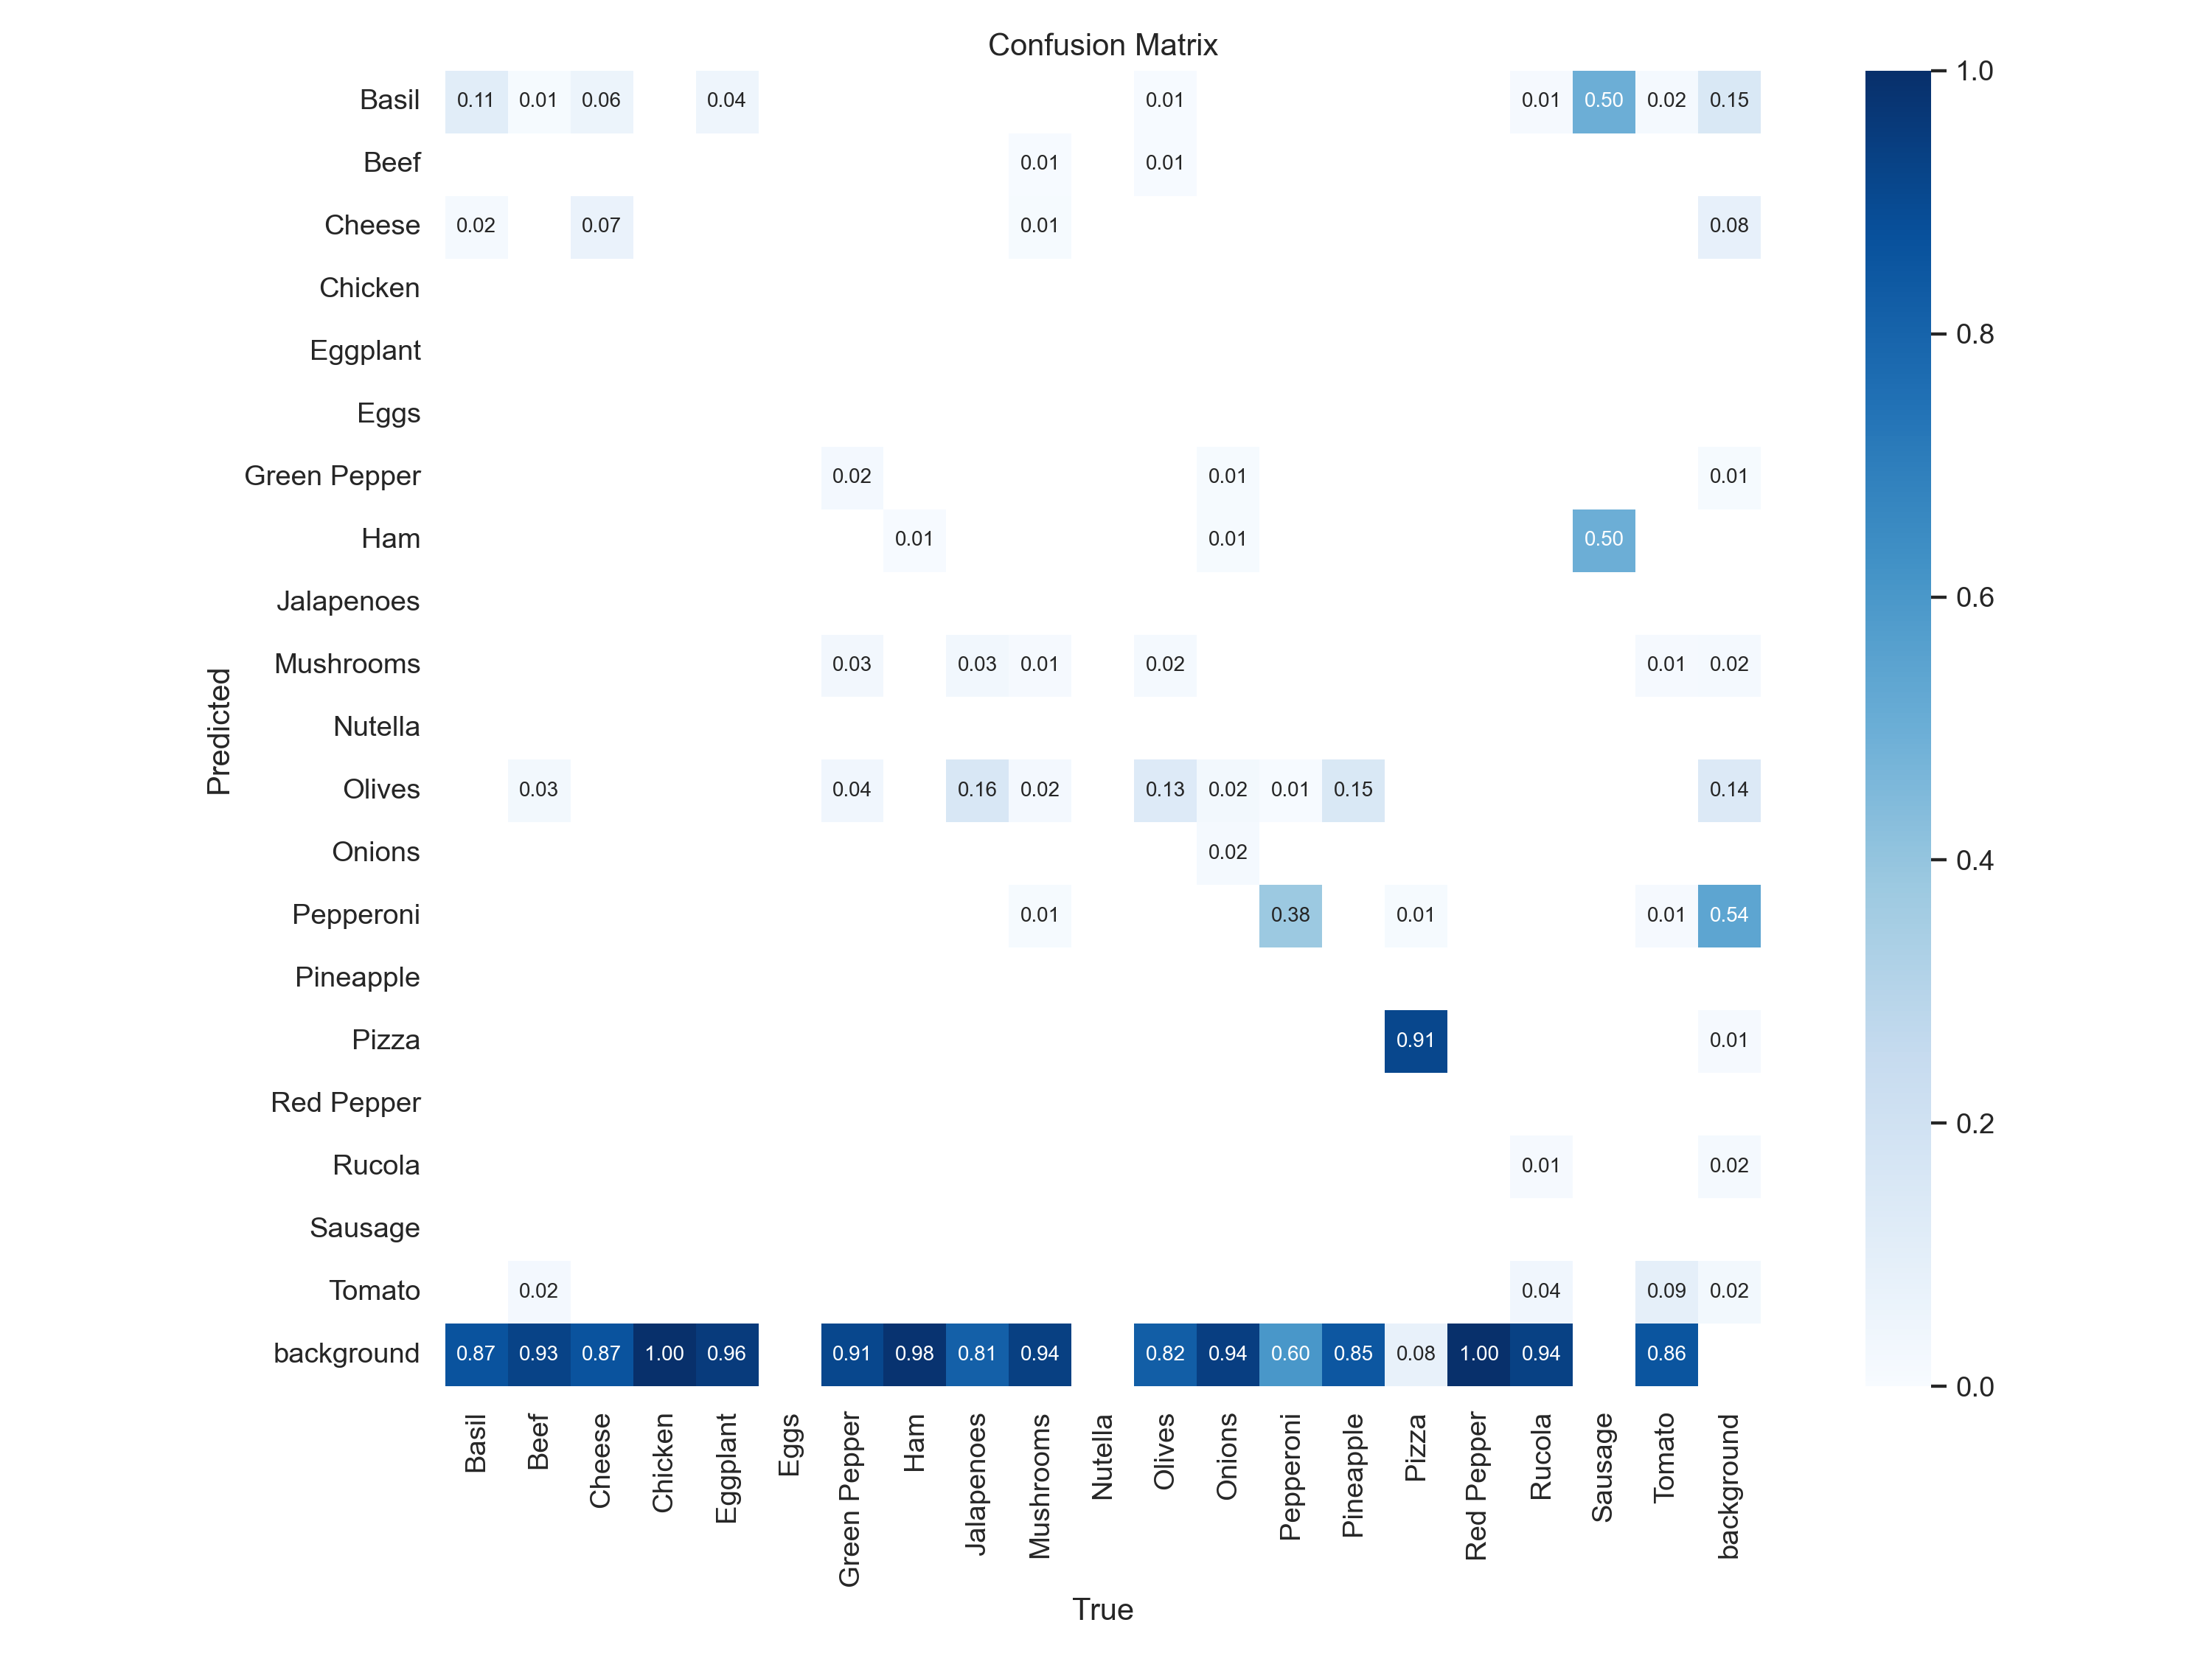 Confusion Matrix
Basil 0.11 0.01 0.06 0.04 0.01 0.01 0.50 0.02 0.15
Beef 0.01 0.01
Cheese 0.02 0.07 0.01 0.08
Chicken
Eggplant
Eggs
Green Pepper 0.02 0.01 0.01
Ham 0.01 0.01 0.50
Jalapenoes
Mushrooms 0.03 0.03 0.01 0.02 0.01 0.02
Nutella
Olives 0.03 0.04 0.16 0.02 0.13 0.02 0.01 0.15 0.14
Onions 0.02
Pepperoni 0.01 0.38 0.01 0.01 0.54
Pineapple
Pizza 0.91 0.01
Red Pepper
Rucola 0.01 0.02
Sausage
Tomato 0.02 0.04 0.09 0.02
background 0.87 0.93 0.87 1.00 0.96 0.91 0.98 0.81 0.94 0.82 0.94 0.60 0.85 0.08 1.00 0.94 0.86
Predicted
Basil
Beef
Cheese
Chicken
Eggplant
Eggs
Green Pepper
Ham
Jalapenoes
Mushrooms
Nutella
Olives
Onions
Pepperoni
Pineapple
Pizza
Red Pepper
Rucola
Sausage
Tomato
background
True
1.0
0.8
0.6
0.4
0.2
0.0